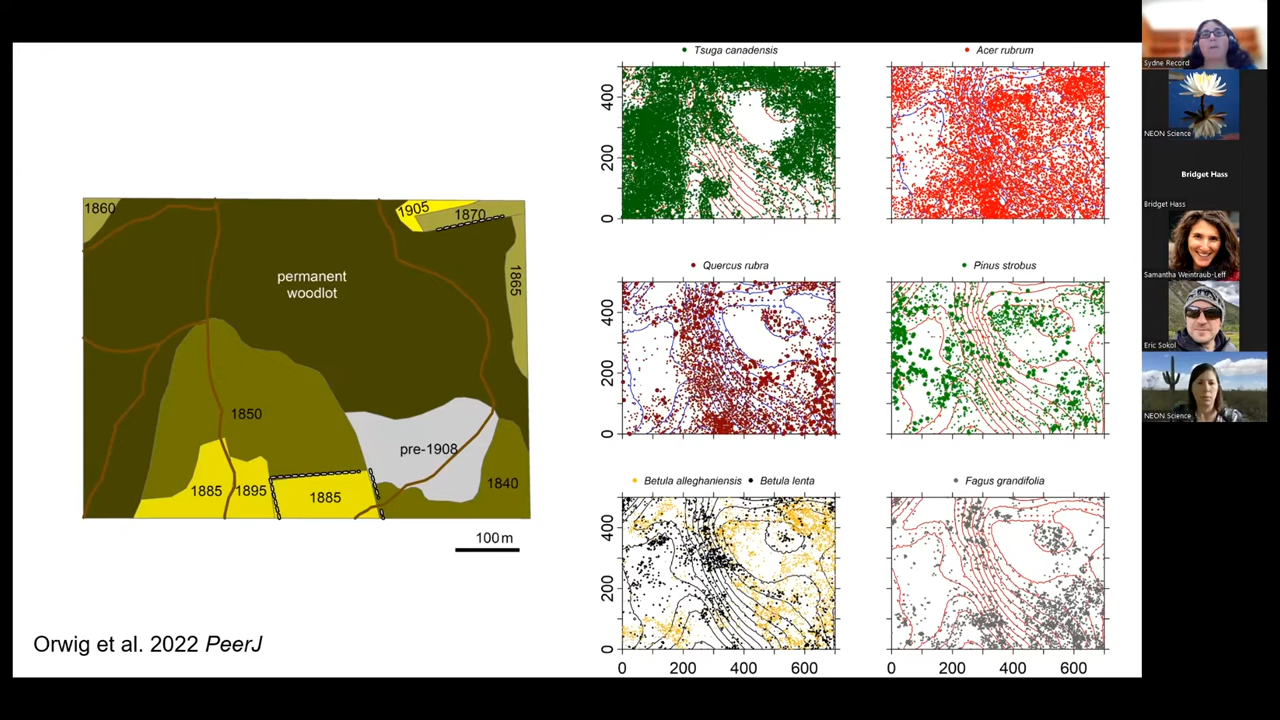 1860
1905
1870
permanent
woodlot
1865
1850
pre-1908
1885
1895
1885
1840
100 m
Orwig et al. 2022 PeerJ
Tsuga canadensis
400
200
0
Acer rubrum
Quercus rubra
400
200
0
Pinus strobus
Betula alleghaniensis Betula lenta
400
200
0
0 200 400 600
Fagus grandifolia
0 200 400 600
Sydne Record
NEON Science
Bridget Hass
Bridget Hass
Samantha Weintraub-Leff
Eric Sokol
NEON Science